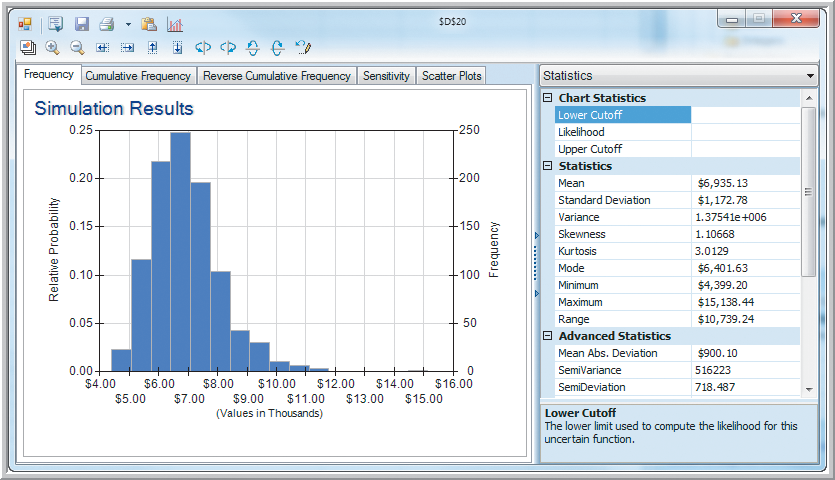 $D$20
Frequency Cumulative Frequency Reverse Cumulative Frequency Sensitivity Scatter Plots
Simulation Results
0.25
0.20
0.15
0.10
0.05
0.00
Relative Probability
250
200
150
100
50
0
Frequency
$4.00 $6.00 $8.00 $10.00 $12.00 $14.00 $16.00
$5.00 $7.00 $9.00 $11.00 $13.00 $15.00
(Values in Thousands)
Statistics
Chart Statistics
Lower Cutoff
Likelihood
Upper Cutoff
Statistics
Mean $6,935.13
Standard Deviation $1,172.78
Variance 1.37541e+006
Skewness 1.10668
Kurtosis 3.0129
Mode $6,401.63
Minimum $4,399.20
Maximum $15,138.44
Range $10,739.24
Advanced Statistics
Mean Abs. Deviation $900.10
SemiVariance 516223
SemiDeviation 718.487
Lower Cutoff
The lower limit used to compute the likelihood for this
uncertain function.